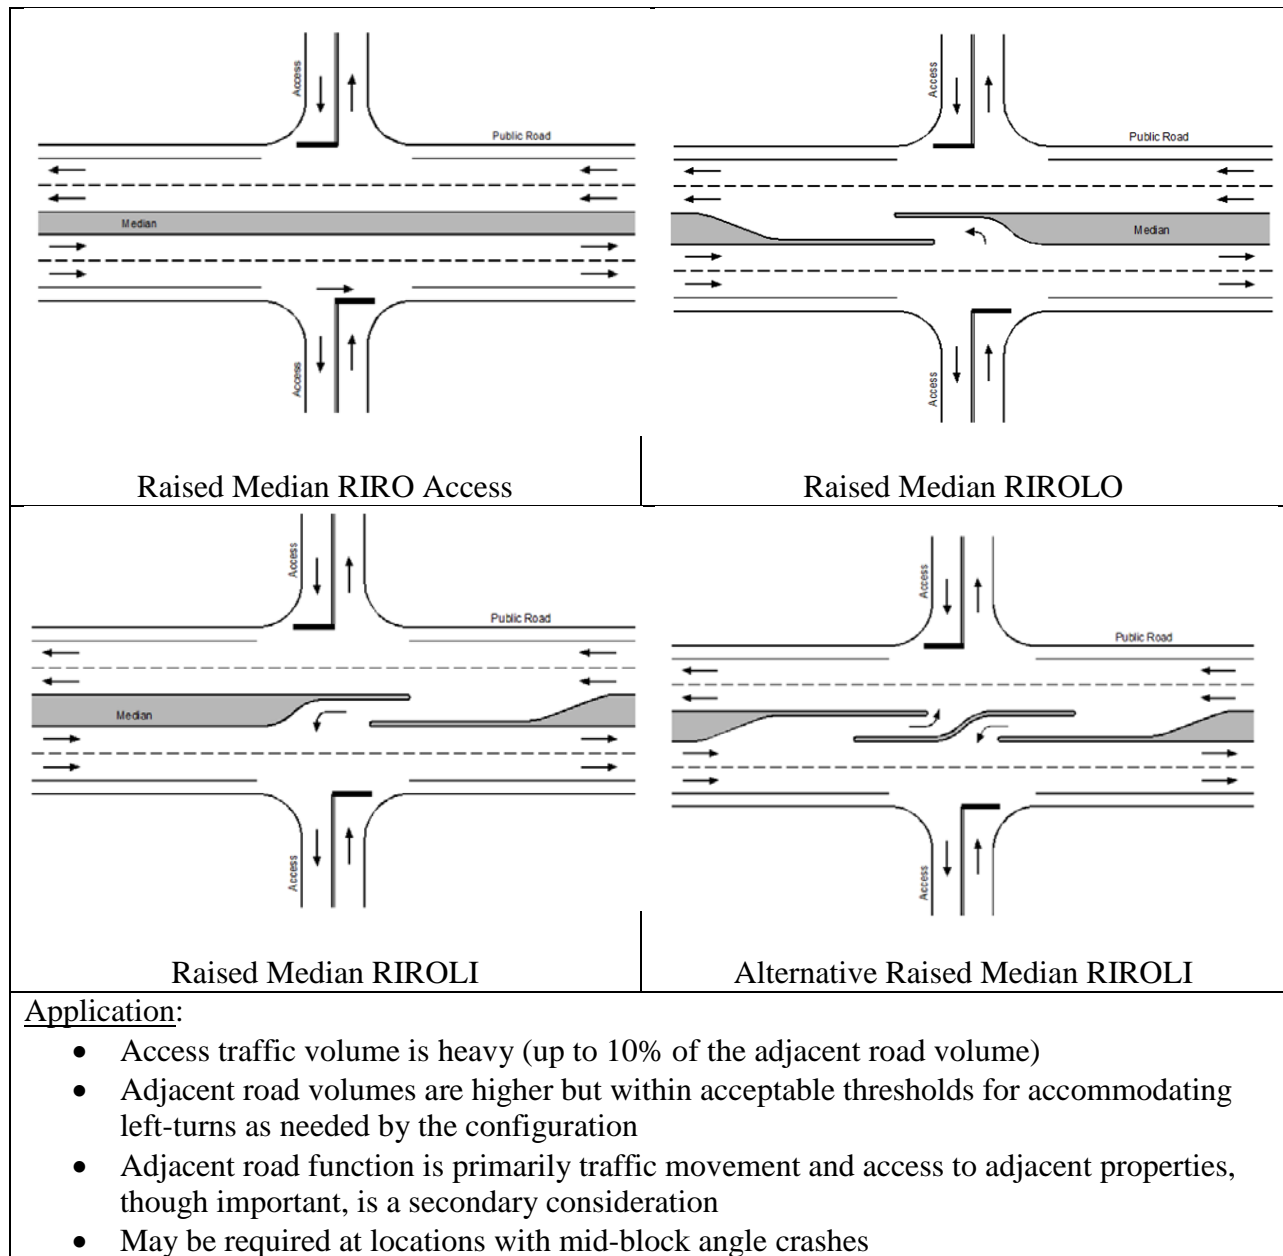 Access
Public Road
Median
Access
Raised Median RIRO Access
Access
Public Road
Median
Access
Raised Median RIROLO
Access
Public Road
Median
Access
Raised Median RIROLI
Access
Public Road
Access
Alternative Raised Median RIROLI
Application:
• Access traffic volume is heavy (up to 10% of the adjacent road volume)
• Adjacent road volumes are higher but within acceptable thresholds for accommodating
left-turns as needed by the configuration
• Adjacent road function is primarily traffic movement and access to adjacent properties,
though important, is a secondary consideration
• May be required at locations with mid-block angle crashes